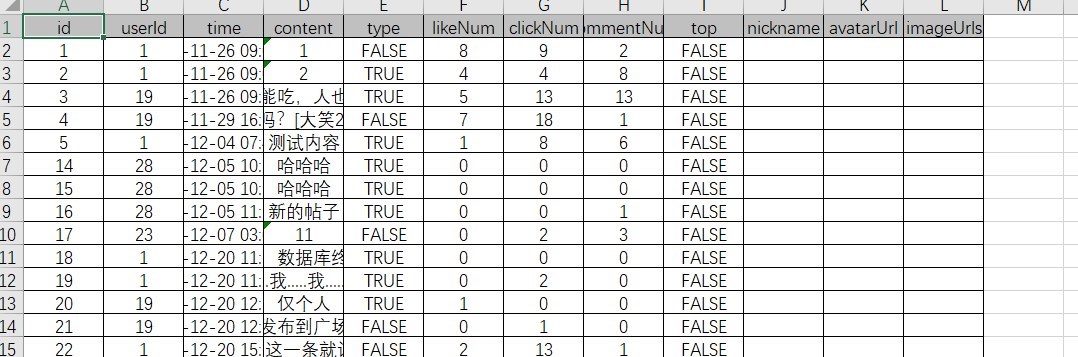 A B C D E F G H I J K L M
1 id userId time content type likeNum clickNum mmentNu top nickname avatarUrl imageUrls
2 1 1 -11-26 09: 1 FALSE 8 9 2 FALSE
3 2 1 -11-26 09: 2 TRUE 4 4 8 FALSE
4 3 19 -11-26 09: 能吃，人也 TRUE 5 13 13 FALSE
5 4 19 -11-29 16: 吗？[大笑2 FALSE 7 18 1 FALSE
6 5 1 -12-04 07: 测试内容 TRUE 1 8 6 FALSE
7 14 28 -12-05 10: 哈哈哈 TRUE 0 0 0 FALSE
8 15 28 -12-05 10: 哈哈哈 TRUE 0 0 0 FALSE
9 16 28 -12-05 11: 新的帖子 TRUE 0 0 1 FALSE
10 17 23 -12-07 03: 11 FALSE 0 2 3 FALSE
11 18 1 -12-20 11: 数据库终 TRUE 0 0 0 FALSE
12 19 1 -12-20 11: .我.....我..... TRUE 0 2 0 FALSE
13 20 19 -12-20 12: 仅个人 TRUE 1 0 0 FALSE
14 21 19 -12-20 12: 发布到广场 FALSE 0 1 0 FALSE
15 22 1 -12-20 15: 这一条就 FALSE 2 13 1 FALSE